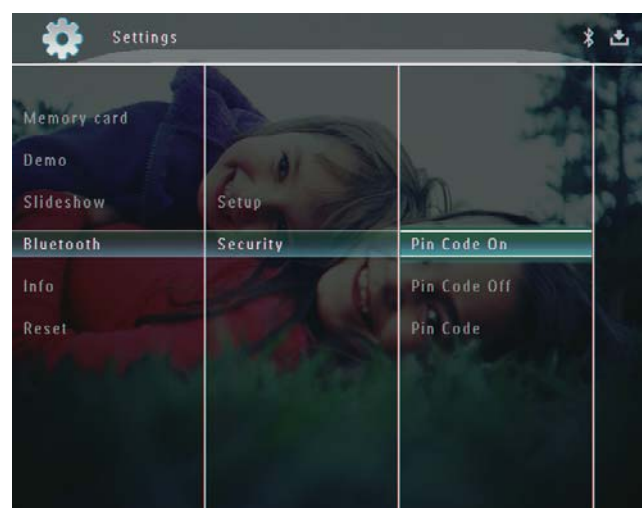 Settings
Memory card
Demo
Slideshow
Setup
Bluetooth
Security
Pin Code On
Info
Pin Code Off
Reset
Pin Code